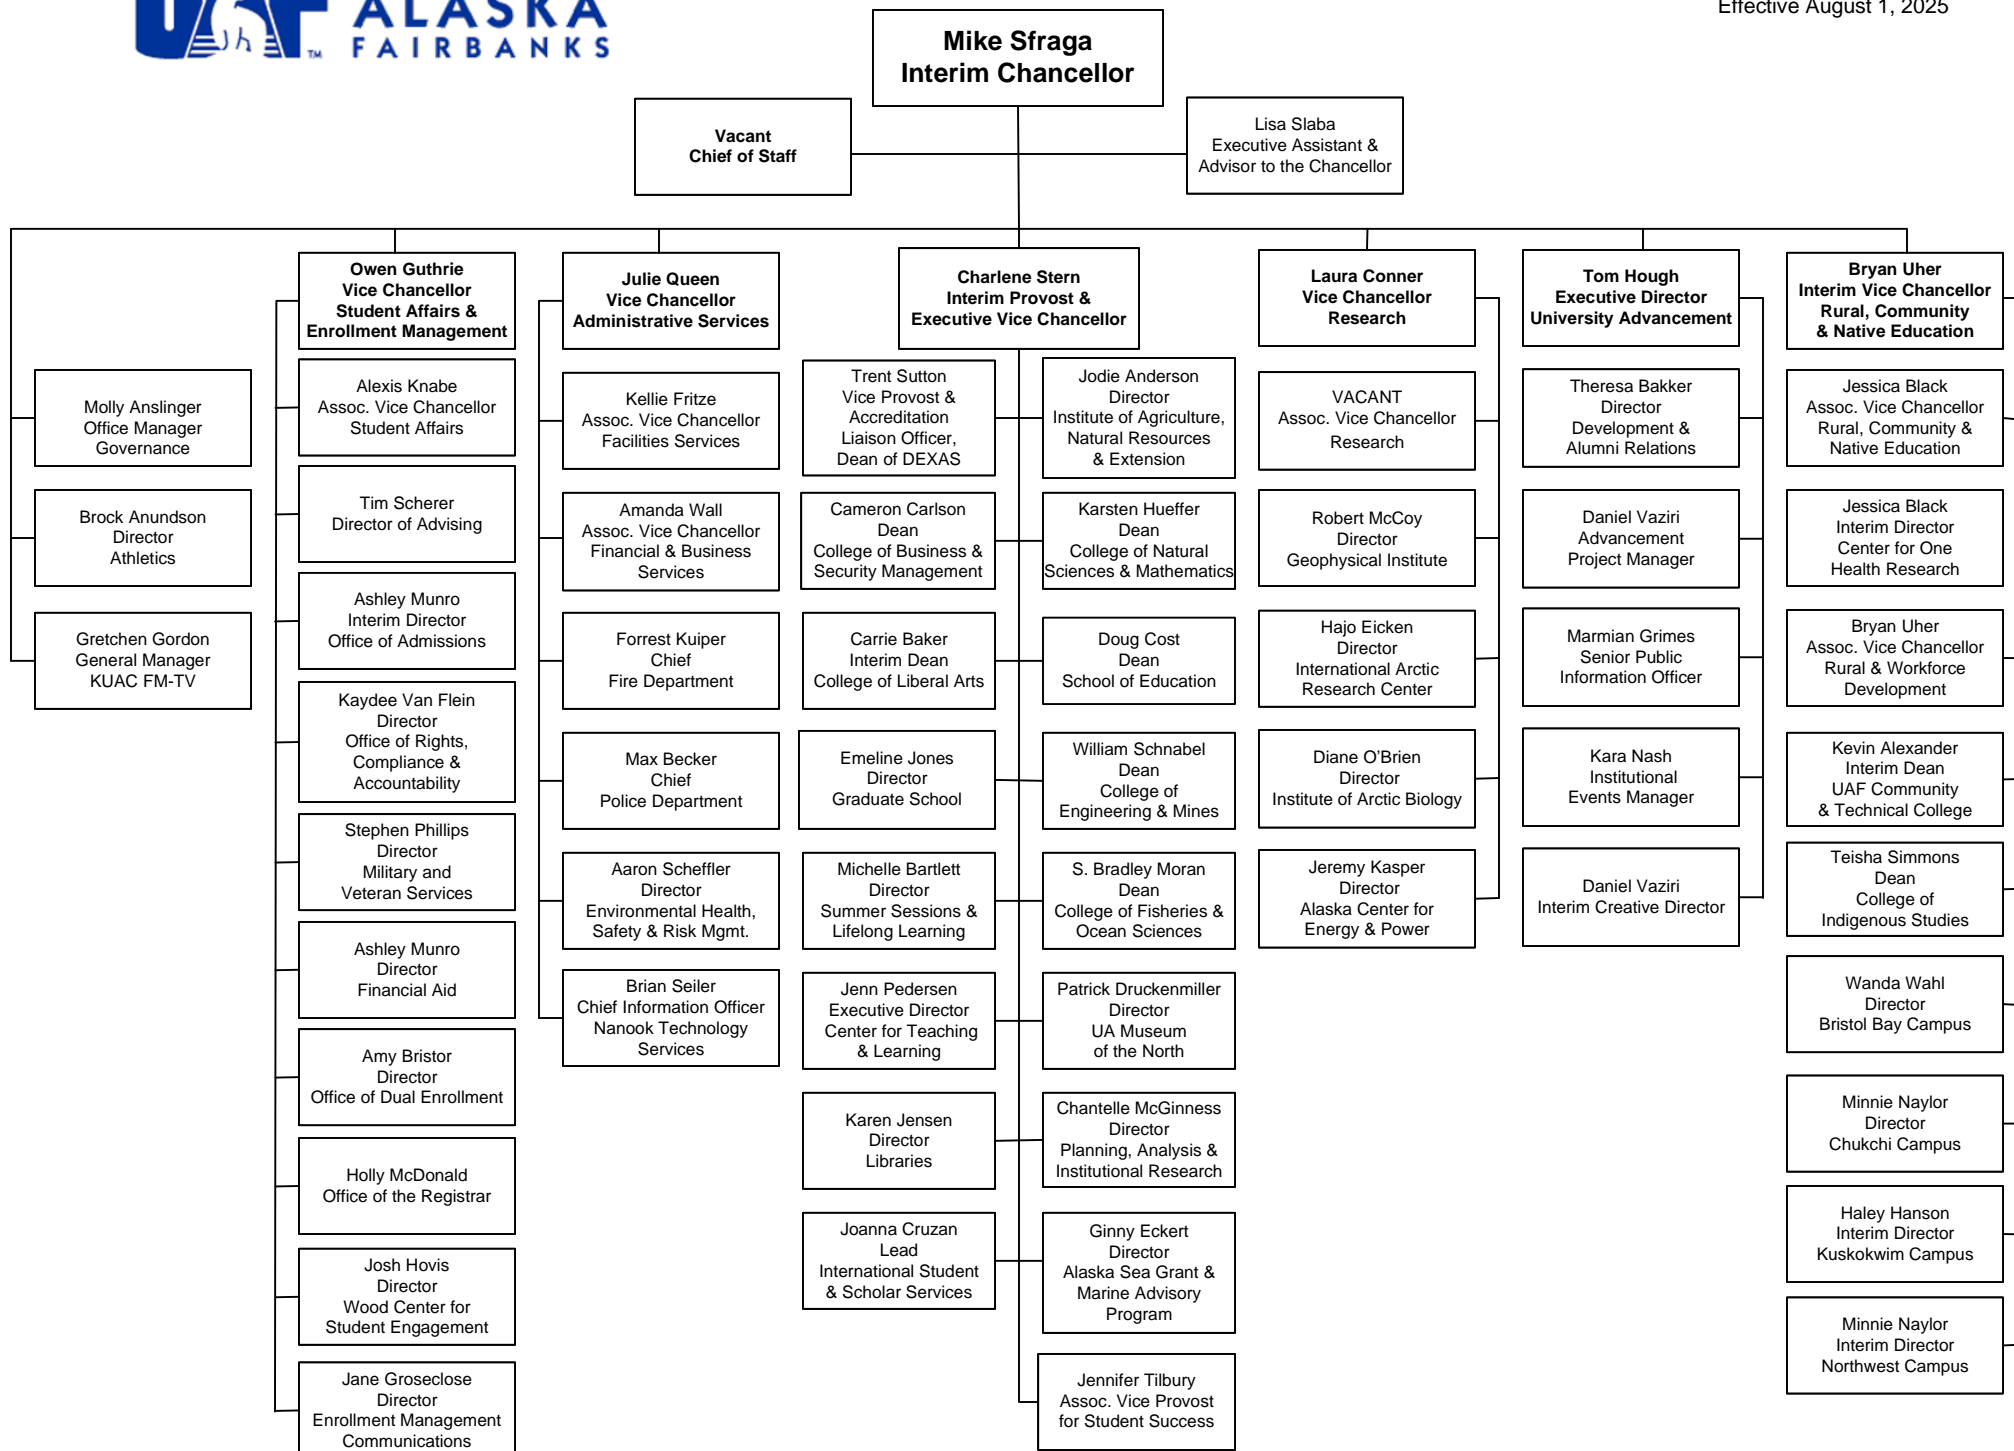 UAF
ALASKA
FAIRBANKS
TM
Effective August 1, 2025
Mike Sfraga
Interim Chancellor
Vacant
Chief of Staff
Lisa Slaba
Executive Assistant &
Advisor to the Chancellor
Molly Anslinger
Office Manager
Governance
Brock Anundson
Director
Athletics
Gretchen Gordon
General Manager
KUAC FM-TV
Owen Guthrie
Vice Chancellor
Student Affairs &
Enrollment Management
Alexis Knabe
Assoc. Vice Chancellor
Student Affairs
Tim Scherer
Director of Advising
Ashley Munro
Interim Director
Office of Admissions
Kaydee Van Flein
Director
Office of Rights,
Compliance &
Accountability
Stephen Phillips
Director
Military and
Veteran Services
Ashley Munro
Director
Financial Aid
Amy Bristor
Director
Office of Dual Enrollment
Holly McDonald
Office of the Registrar
Josh Hovis
Director
Wood Center for
Student Engagement
Jane Groseclose
Director
Enrollment Management
Communications
Julie Queen
Vice Chancellor
Administrative Services
Kellie Fritze
Assoc. Vice Chancellor
Facilities Services
Amanda Wall
Assoc. Vice Chancellor
Financial & Business
Services
Forrest Kuiper
Chief
Fire Department
Max Becker
Chief
Police Department
Aaron Scheffler
Director
Environmental Health,
Safety & Risk Mgmt.
Brian Seiler
Chief Information Officer
Nanook Technology
Services
Charlene Stern
Interim Provost &
Executive Vice Chancellor
Trent Sutton
Vice Provost &
Accreditation
Liaison Officer,
Dean of DEXAS
Cameron Carlson
Dean
College of Business &
Security Management
Carrie Baker
Interim Dean
College of Liberal Arts
Emeline Jones
Director
Graduate School
Michelle Bartlett
Director
Summer Sessions &
Lifelong Learning
Jenn Pedersen
Executive Director
Center for Teaching
& Learning
Karen Jensen
Director
Libraries
Joanna Cruzan
Lead
International Student
& Scholar Services
Jodie Anderson
Director
Institute of Agriculture,
Natural Resources
& Extension
Karsten Hueffer
Dean
College of Natural
Sciences & Mathematics
Doug Cost
Dean
School of Education
William Schnabel
Dean
College of
Engineering & Mines
S. Bradley Moran
Dean
College of Fisheries &
Ocean Sciences
Patrick Druckenmiller
Director
UA Museum
of the North
Chantelle McGinness
Director
Planning, Analysis &
Institutional Research
Ginny Eckert
Director
Alaska Sea Grant &
Marine Advisory
Program
Jennifer Tilbury
Assoc. Vice Provost
for Student Success
Laura Conner
Vice Chancellor
Research
VACANT
Assoc. Vice Chancellor
Research
Robert McCoy
Director
Geophysical Institute
Hajo Eicken
Director
International Arctic
Research Center
Diane O’Brien
Director
Institute of Arctic Biology
Jeremy Kasper
Director
Alaska Center for
Energy & Power
Tom Hough
Executive Director
University Advancement
Theresa Bakker
Director
Development &
Alumni Relations
Daniel Vaziri
Advancement
Project Manager
Marmian Grimes
Senior Public
Information Officer
Kara Nash
Institutional
Events Manager
Daniel Vaziri
Interim Creative Director
Bryan Uher
Interim Vice Chancellor
Rural, Community
& Native Education
Jessica Black
Assoc. Vice Chancellor
Rural, Community &
Native Education
Jessica Black
Interim Director
Center for One
Health Research
Bryan Uher
Assoc. Vice Chancellor
Rural & Workforce
Development
Kevin Alexander
Interim Dean
UAF Community
& Technical College
Teisha Simmons
Dean
College of
Indigenous Studies
Wanda Wahl
Director
Bristol Bay Campus
Minnie Naylor
Director
Chukchi Campus
Haley Hanson
Interim Director
Kuskokwim Campus
Minnie Naylor
Interim Director
Northwest Campus